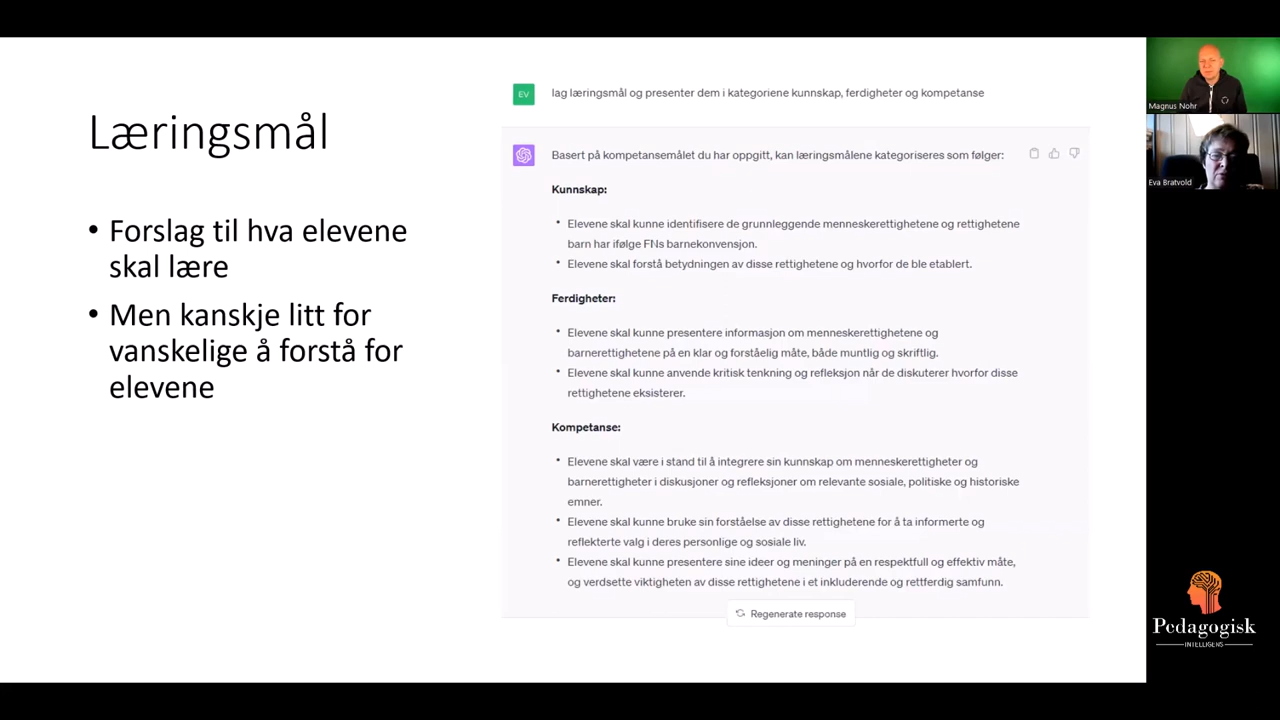 Læringsmål
• Forslag til hva elevene
skal lære
• Men kanskje litt for
vanskelige å forstå for
elevene
EV
lag læringsmål og presenter dem i kategoriene kunnskap, ferdigheter og kompetanse
Basert på kompetansemålet du har oppgitt, kan læringsmålene kategoriseres som følger:
Kunnskap:
• Elevene skal kunne identifisere de grunnleggende menneskerettighetene og rettighetene
barn har ifølge FNs barnekonvensjon.
• Elevene skal forstå betydningen av disse rettighetene og hvorfor de ble etablert.
Ferdigheter:
• Elevene skal kunne presentere informasjon om menneskerettighetene og
barnerettighetene på en klar og forståelig måte, både muntlig og skriftlig.
• Elevene skal kunne anvende kritisk tenkning og refleksjon når de diskuterer hvorfor disse
rettighetene eksisterer.
Kompetanse:
• Elevene skal være i stand til å integrere sin kunnskap om menneskerettigheter og
barnerettigheter i diskusjoner og refleksjoner om relevante sosiale, politiske og historiske
emner.
• Elevene skal kunne bruke sin forståelse av disse rettighetene for å ta informerte og
reflekterte valg i deres personlige og sosiale liv.
• Elevene skal kunne presentere sine ideer og meninger på en respektfull og effektiv måte,
og verdsette viktigheten av disse rettighetene i et inkluderende og rettferdig samfunn.
Regenerate response
Magnus Nohr
Eva Bratvold
Pedagogisk
INTELLIGENS